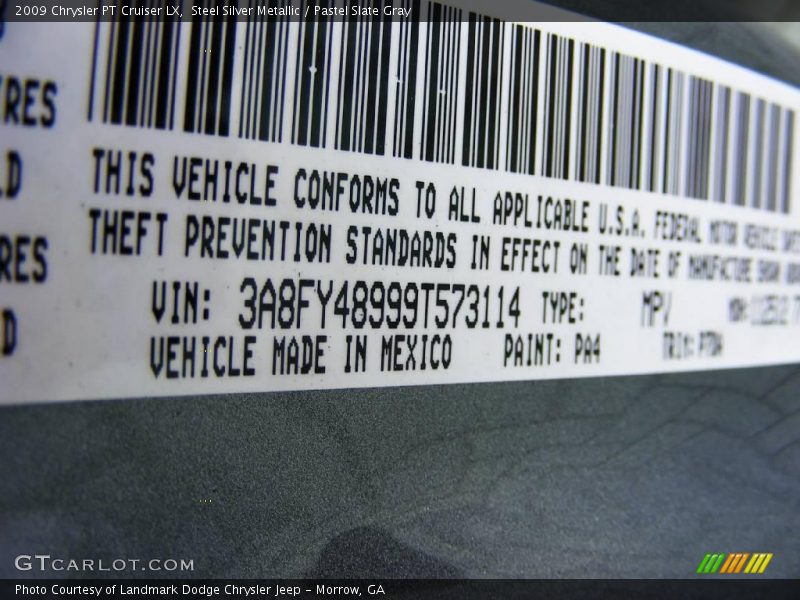 2009 Chrysler PT Cruiser LX, Steel Silver Metallic / Pastel Slate Gray
THIS VEHICLE CONFORMS TO ALL APPLICABLE U.S.A. FEDERAL MOTOR VEHICLE
THEFT PREVENTION STANDARDS IN EFFECT ON THE DATE OF MANUFACTURE SHOWN
VIN: 3A8FY48999T573114 TYPE: MPV
VEHICLE MADE IN MEXICO PAINT: PA4 TRIM:
GTCARLOT.COM
Photo Courtesy of Landmark Dodge Chrysler Jeep – Morrow, GA